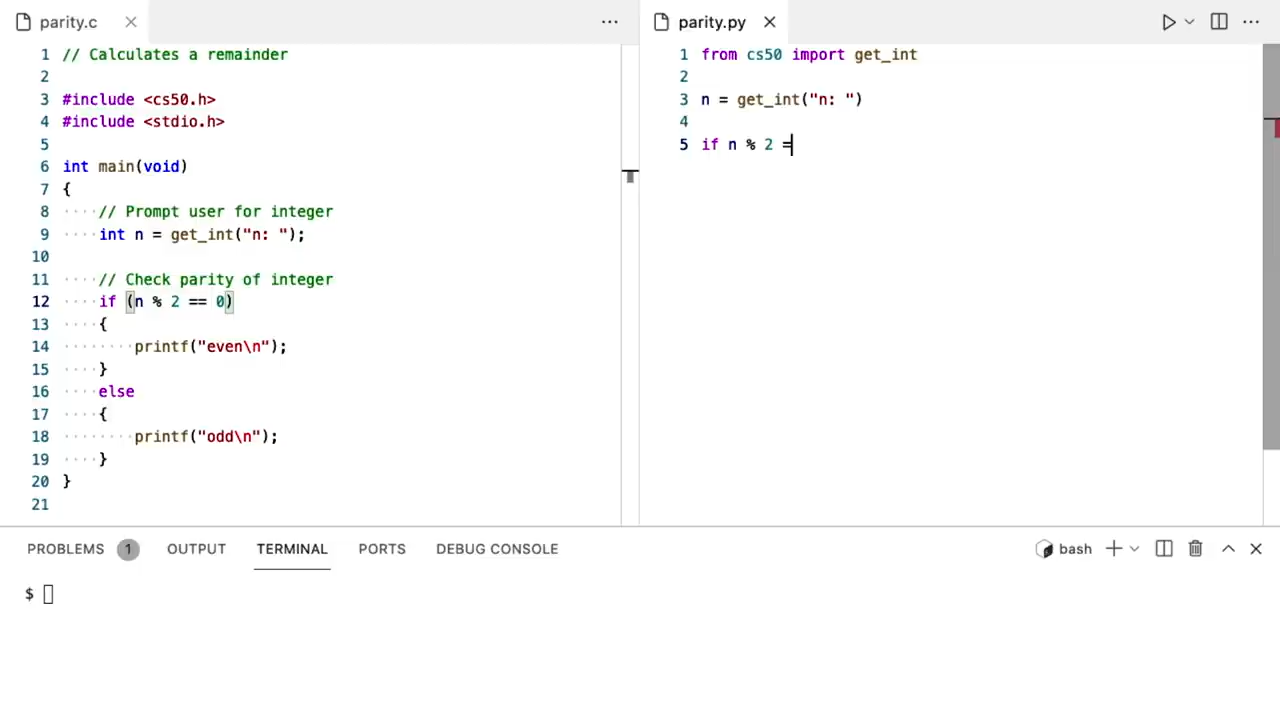 parity.c
1 // Calculates a remainder
2
3 #include <cs50.h>
4 #include <stdio.h>
5
6 int main(void)
7 {
8 // Prompt user for integer
9 int n = get_int("n: ");
10
11 // Check parity of integer
12 if (n % 2 == 0)
13 {
14 printf("even\n");
15 }
16 else
17 {
18 printf("odd\n");
19 }
20 }
21
parity.py
1 from cs50 import get_int
2
3 n = get_int("n: ")
4
5 if n % 2 =
PROBLEMS 1 OUTPUT TERMINAL PORTS DEBUG CONSOLE bash
$